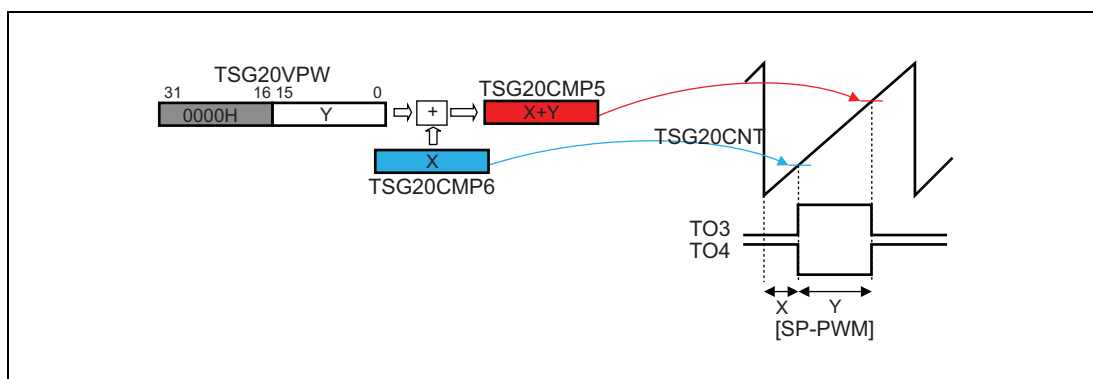 TSG20VPW
31 16 15 0
0000H Y
+
TSG20CMP5
X+Y
X
TSG20CMP6
TSG20CNT
TO3
TO4
X Y
[SP-PWM]